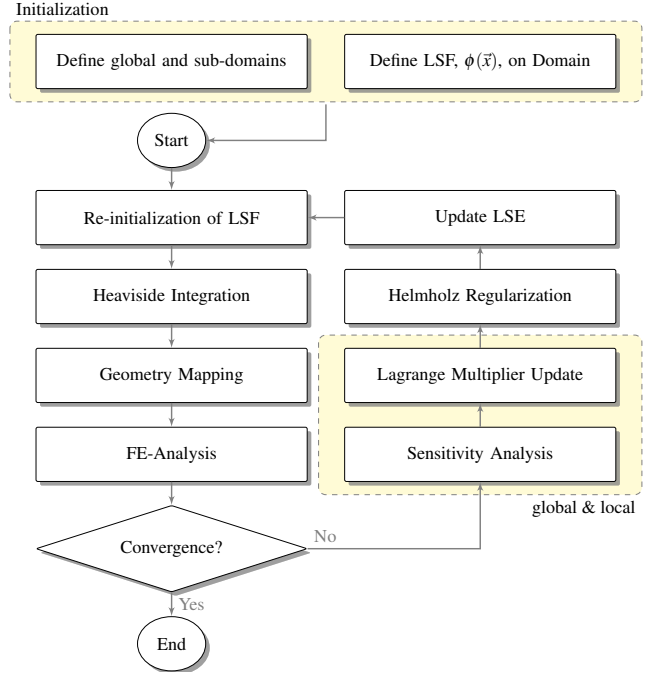 Initialization
Define global and sub-domains
Define LSF, ϕ(x⃗), on Domain
Start
Re-initialization of LSF
Update LSE
Heaviside Integration
Helmholz Regularization
Geometry Mapping
Lagrange Multiplier Update
FE-Analysis
Sensitivity Analysis
global & local
Convergence?
No
Yes
End